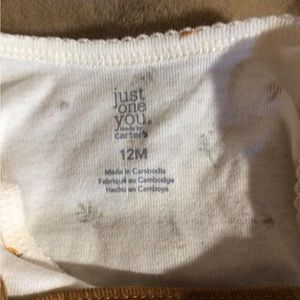 just
one
you.
Made by
carter's
12M
Made in Cambodia
Fabriqué au Cambodge
Hecho en Camboya